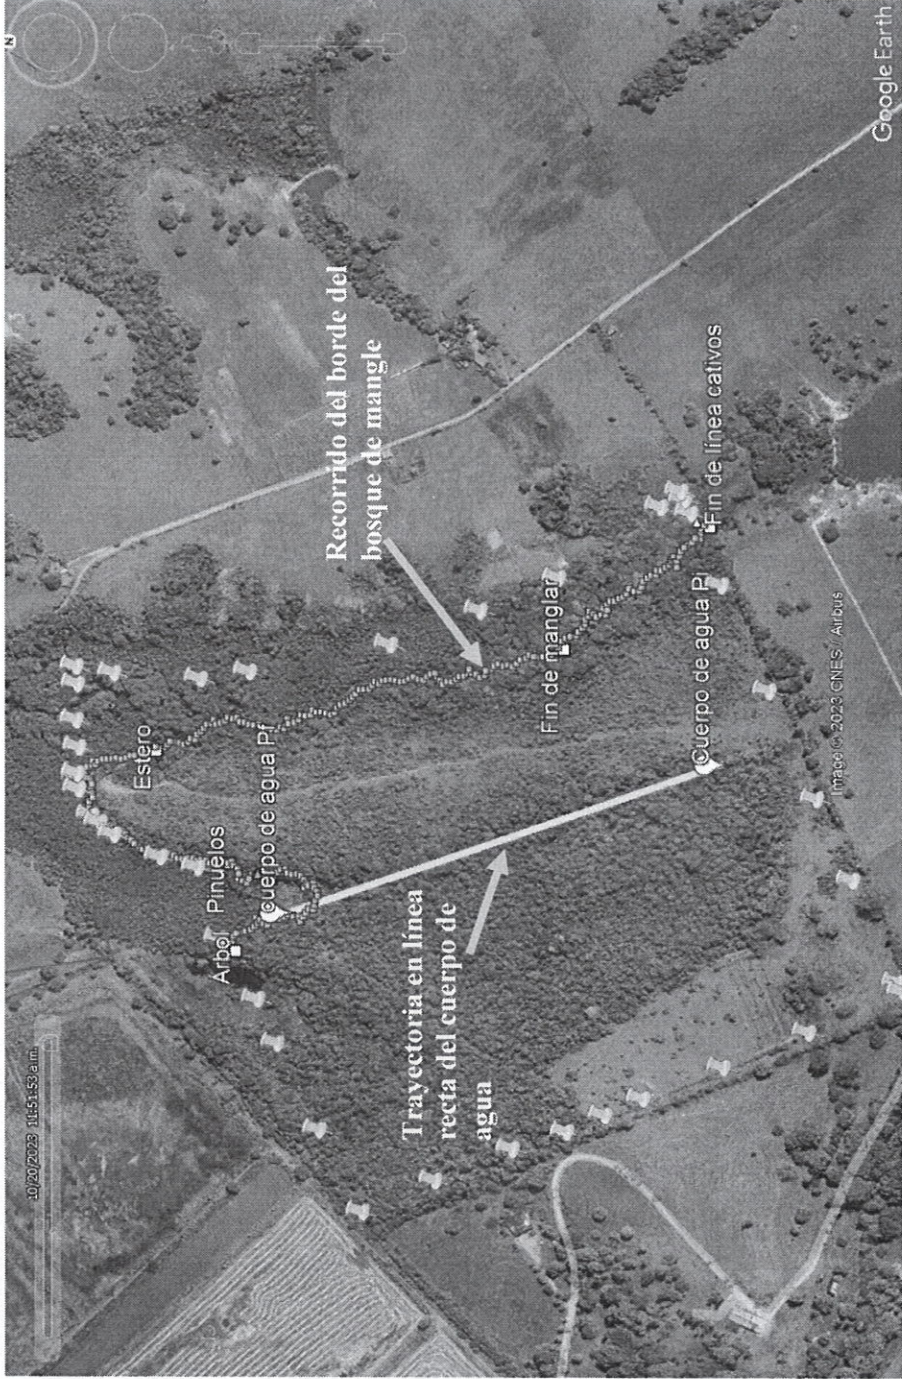 10/20/2023 11:51:53 a.m.
N
Estero
Pinuelos
Arbol
cuerpo de agua PI
Recorrido del borde del
bosque de mangle
Trayectoria en línea
recta del cuerpo de
agua
Fin de manglar
Cuerpo de agua PI
Fin de línea cativos
Image © 2023 CNES / Airbus
Google Earth